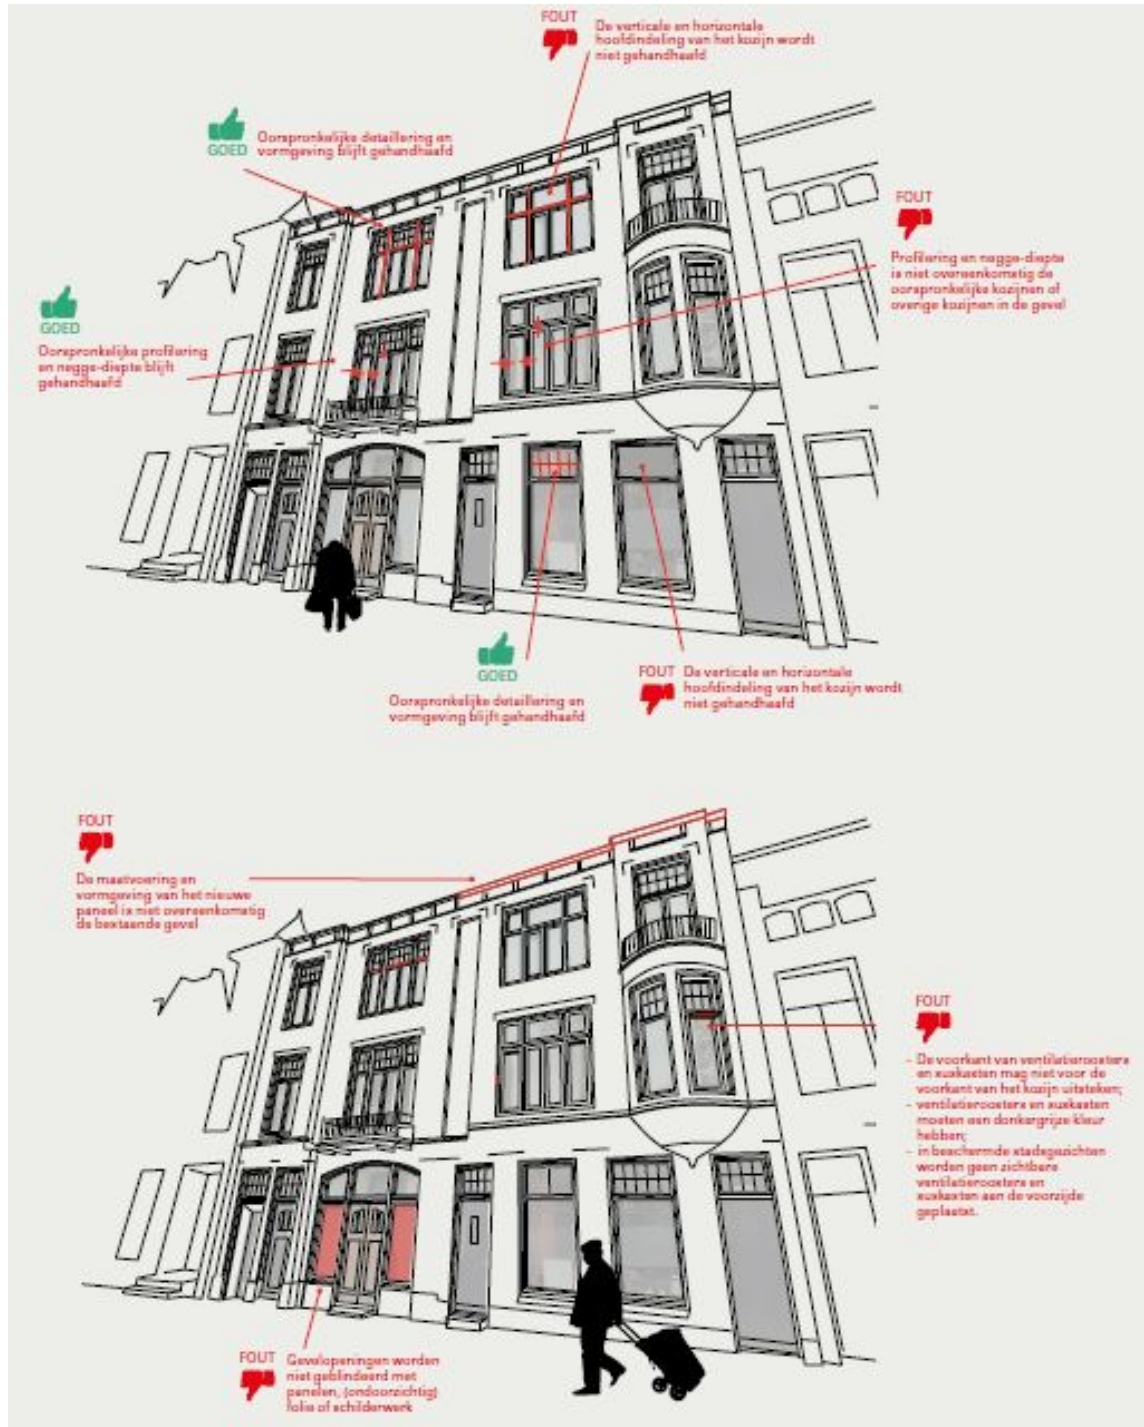 FOUT
De verticale en horizontale
hoofdindeling van het kozijn wordt
niet gehandhaafd
GOED
Oorspronkelijke detaillering en
vormgeving blijft gehandhaafd
FOUT
Profilering en negge-diepte
is niet overeenkomstig de
oorspronkelijke kozijnen of
overige kozijnen in de gevel
GOED
Oorspronkelijke profilering
en negge-diepte blijft
gehandhaafd
GOED
Oorspronkelijke detaillering en
vormgeving blijft gehandhaafd
FOUT
De verticale en horizontale
hoofdindeling van het kozijn wordt
niet gehandhaafd
FOUT
De maatvoering en
vormgeving van het nieuwe
paneel is niet overeenkomstig
de bestaande gevel
FOUT
- De voorkant van ventilatieroosters
en suskasten mag niet voor de
voorkant van het kozijn uitsteken;
- ventilatieroosters en suskasten
moeten een donkergrijze kleur
hebben;
- in beschermde stadsgezichten
worden geen zichtbare
ventilatieroosters en
suskasten aan de voorzijde
geplaatst.
FOUT
Gevelopeningen worden
niet geblindeerd met
panelen, (ondoorzichtig)
folie of schilderwerk